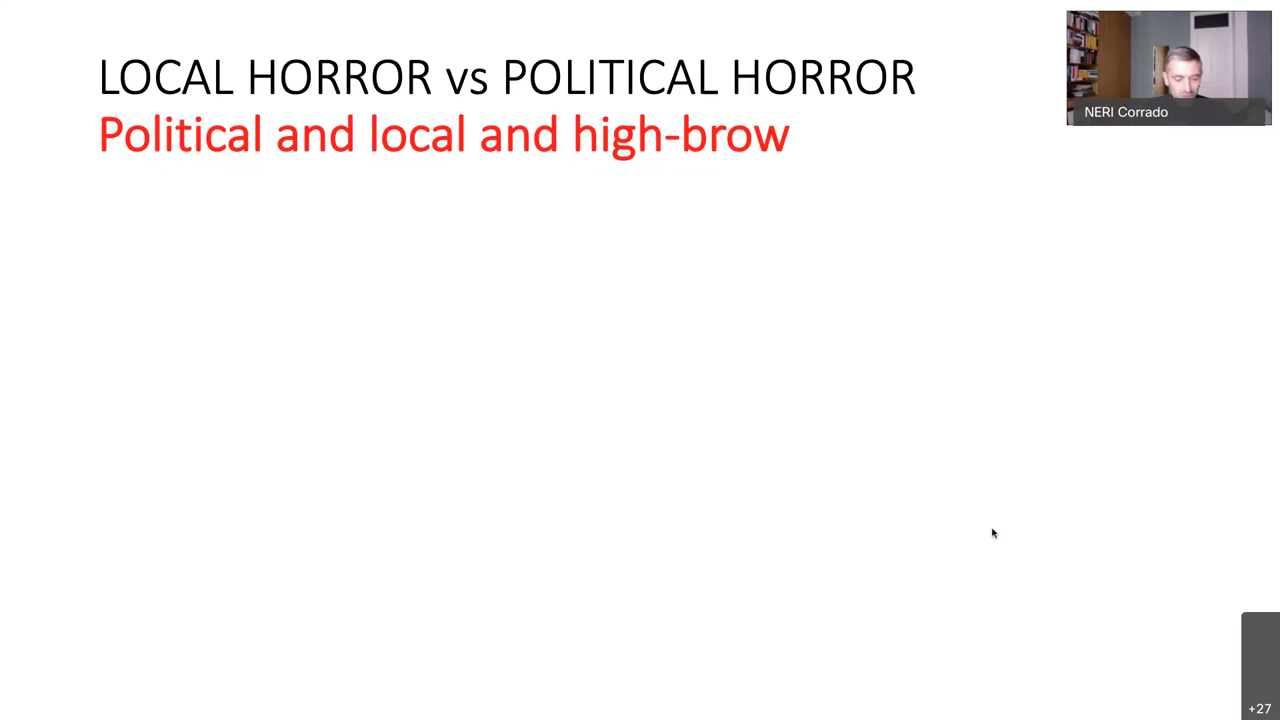 LOCAL HORROR vs POLITICAL HORROR
Political and local and high-brow
NERI Corrado
+27